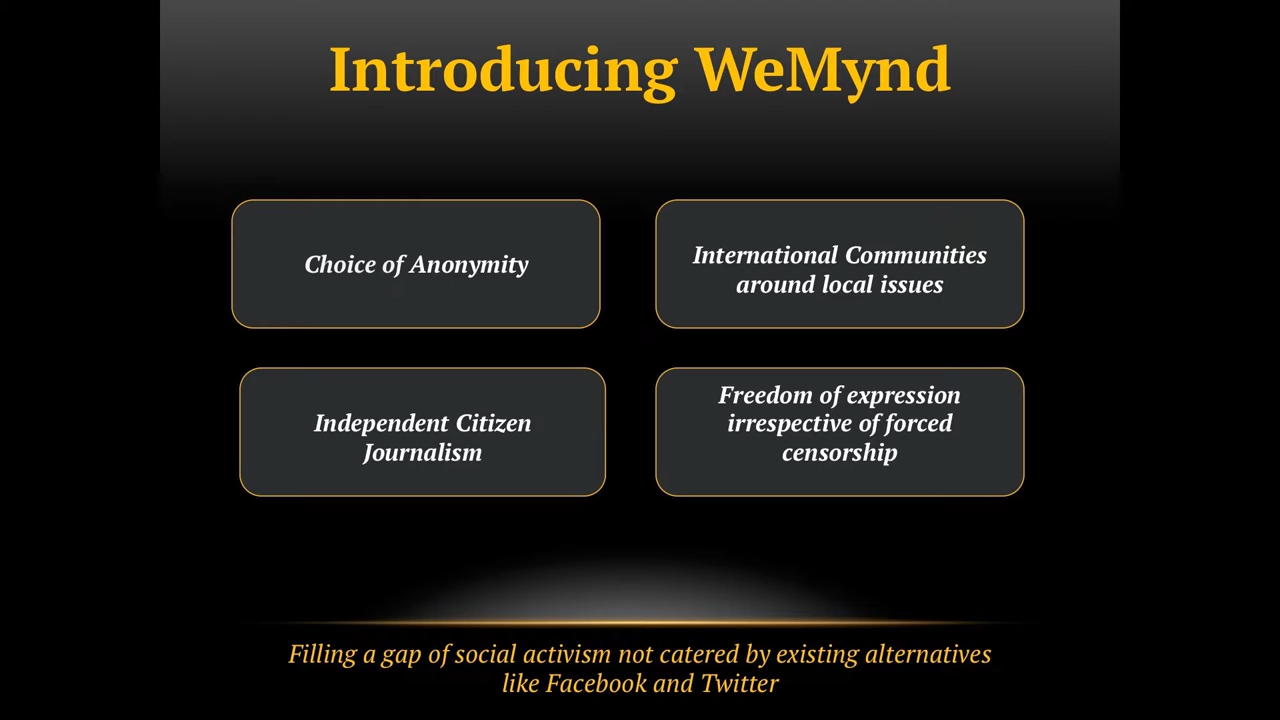 Introducing WeMynd
Choice of Anonymity
International Communities
around local issues
Independent Citizen
Journalism
Freedom of expression
irrespective of forced
censorship
Filling a gap of social activism not catered by existing alternatives
like Facebook and Twitter